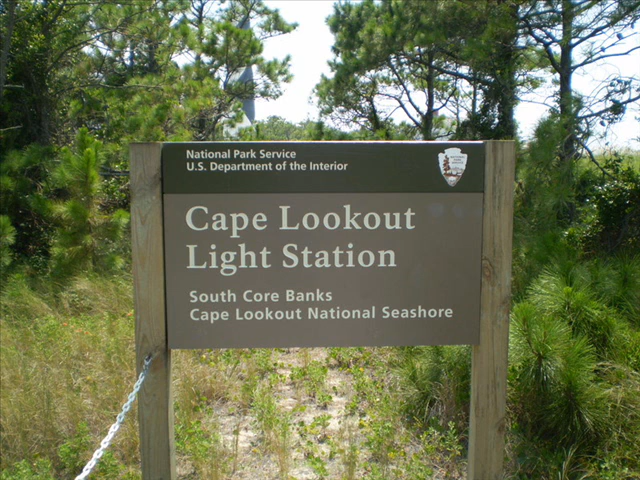 National Park Service
U.S. Department of the Interior
Cape Lookout
Light Station
South Core Banks
Cape Lookout National Seashore